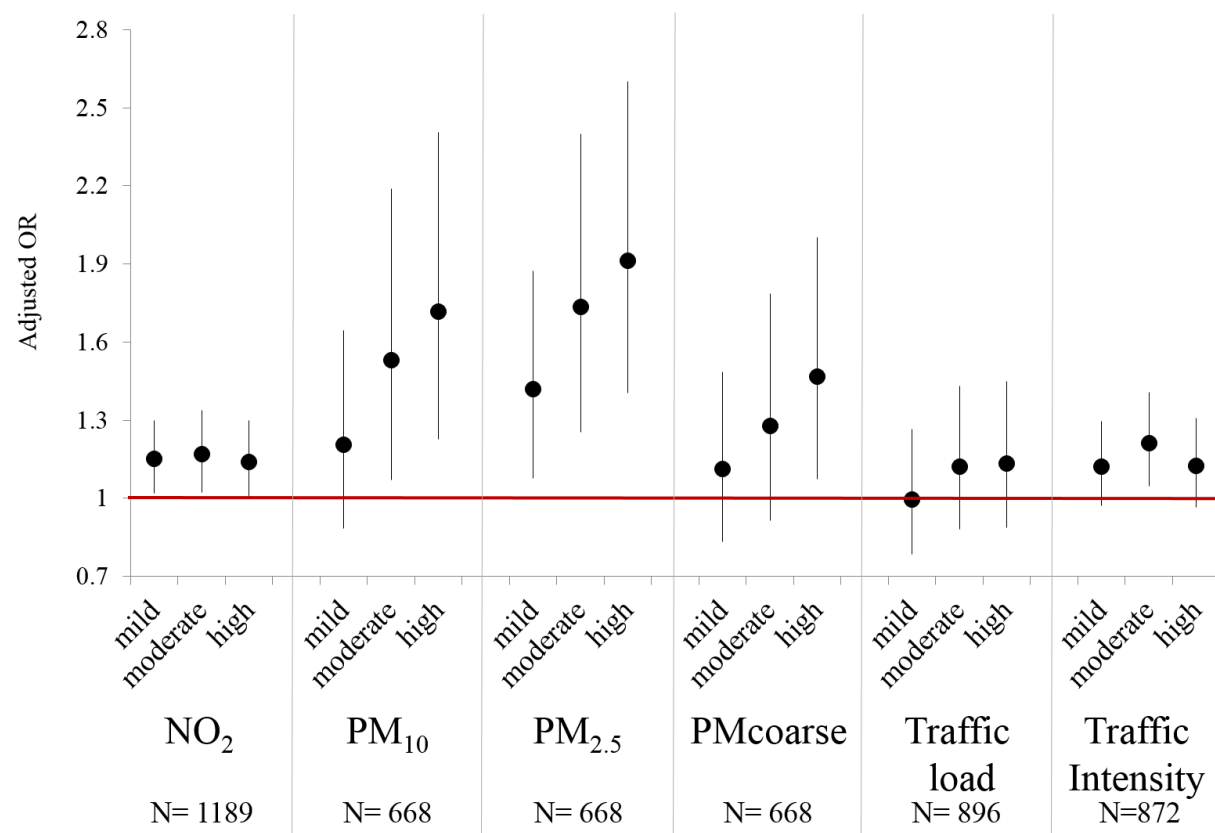 2.8
2.5
2.2
1.9
1.6
1.3
1
0.7
Adjusted OR
mild
moderate
high
mild
moderate
high
mild
moderate
high
mild
moderate
high
mild
moderate
high
mild
moderate
high
NO₂
PM₁₀
PM₂.₅
PMcoarse
Traffic
load
Traffic
Intensity
N= 1189
N= 668
N= 668
N= 668
N= 896
N=872